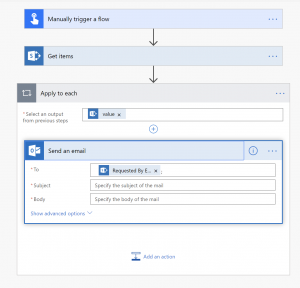 Manually trigger a flow
Get items
Apply to each
* Select an output
from previous steps
value ×
Send an email
* To
Requested By E... × ;
* Subject
Specify the subject of the mail
* Body
Specify the body of the mail
Show advanced options
Add an action